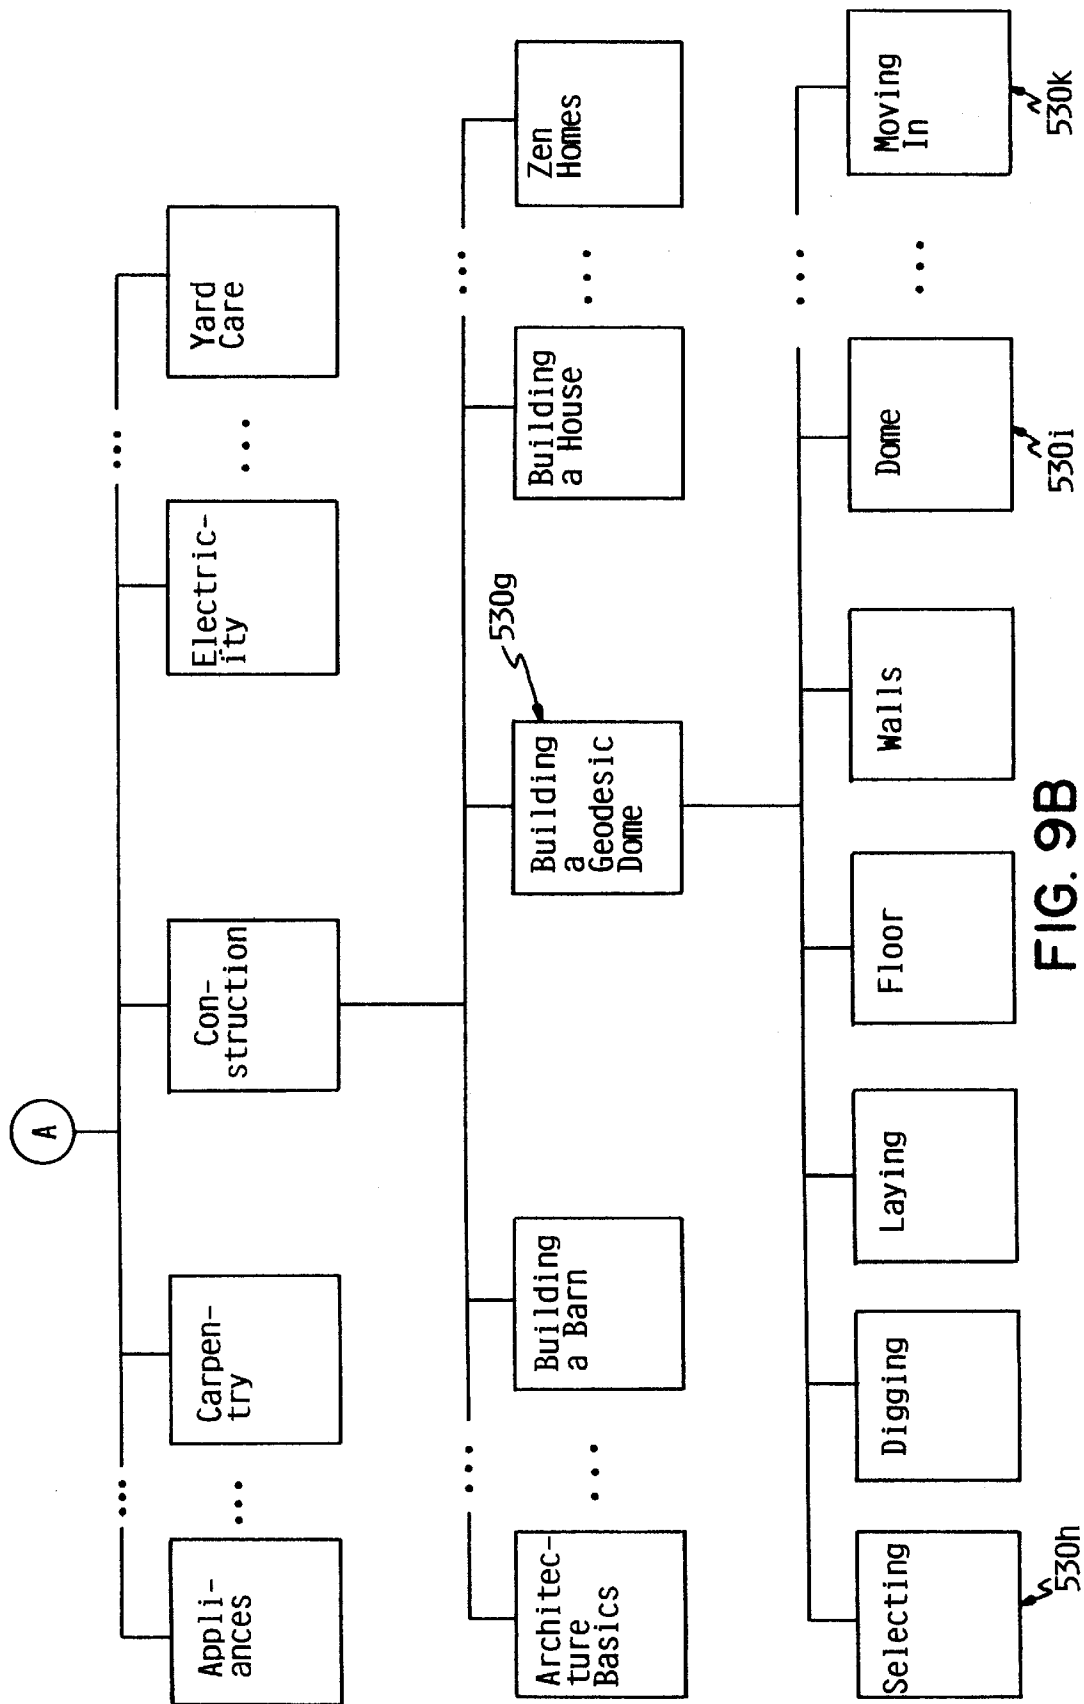 A
Appli-
ances
...
...
Carpen-
try
Con-
struction
Electric-
ity
...
...
Yard
Care
Architec-
ture
Basics
...
...
Building
a Barn
Building
a
Geodesic
Dome
530g
Building
a House
...
...
Zen
Homes
Selecting
530h
Digging
Laying
Floor
Walls
Dome
530i
...
...
Moving
In
530k
FIG. 9B